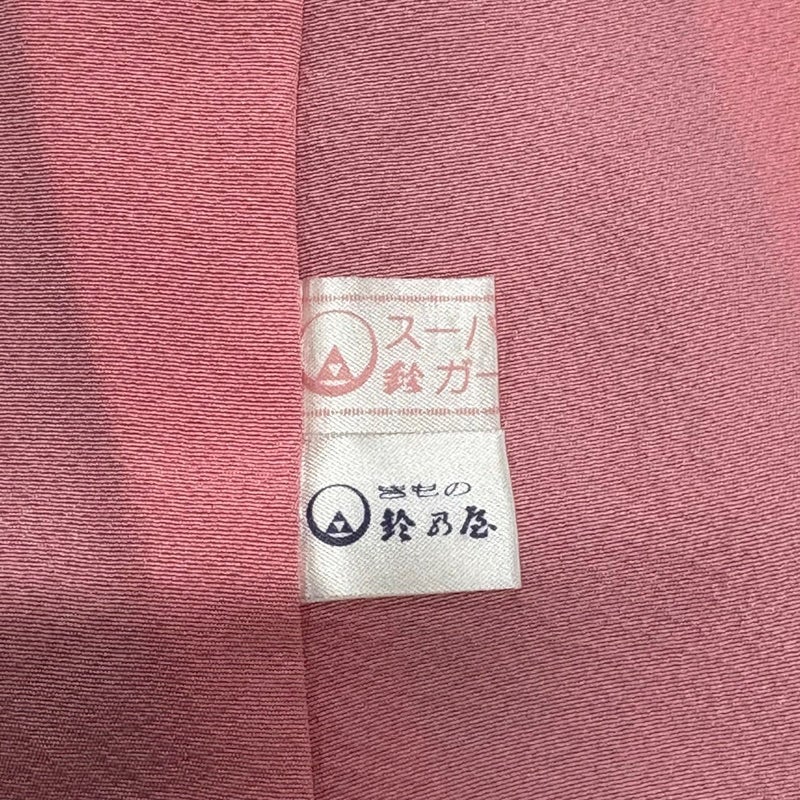 スーパ
鈴ガー
きもの
鈴乃屋